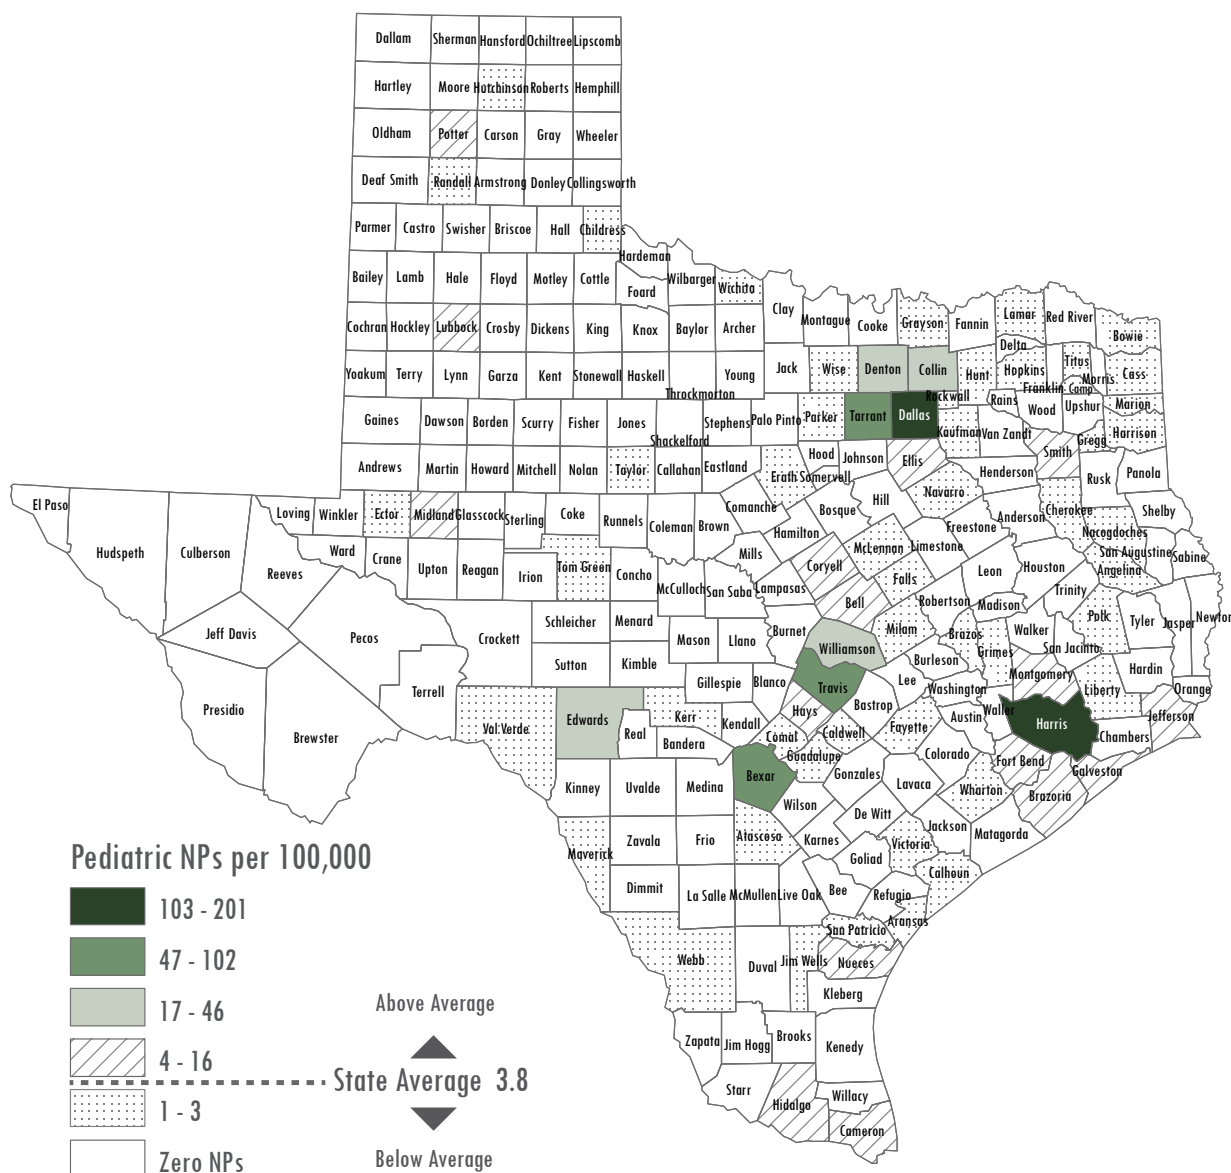 Dallam Sherman Hansford Ochiltree Lipscomb
Hartley Moore Hutchinson Roberts Hemphill
Oldham Potter Carson Gray Wheeler
Deaf Smith Randall Armstrong Donley Collingsworth
Parmer Castro Swisher Briscoe Hall Childress
Hardeman
Bailey Lamb Hale Floyd Motley Cottle Foard Wilbarger Wichita
Clay Montague Cooke Grayson Fannin Lamar Red River Bowie
Cochran Hockley Lubbock Crosby Dickens King Knox Baylor Archer
Delta
Yoakum Terry Lynn Garza Kent Stonewall Haskell Throckmorton Young Jack Wise Denton Collin Hunt Hopkins Franklin Titus Camp Morris Cass
Rockwall Rains Wood Upshur Marion
Gaines Dawson Borden Scurry Fisher Jones Shackelford Stephens Palo Pinto Parker Tarrant Dallas Kaufman Van Zandt Smith Gregg Harrison
Andrews Martin Howard Mitchell Nolan Taylor Callahan Eastland Erath Hood Somervell Johnson Ellis Henderson Rusk Panola
El Paso Hudspeth Culberson Loving Winkler Ector Midland Glasscock Sterling Coke Runnels Coleman Brown Comanche Bosque Hill Navarro Anderson Cherokee Shelby
Hamilton Freestone Nacogdoches
Reeves Ward Crane Upton Reagan Irion Tom Green Concho Mills Coryell McLennan Limestone Leon Houston Angelina San Augustine Sabine
McCulloch San Saba Lampasas Bell Falls Robertson Madison Trinity Polk Tyler Jasper Newton
Jeff Davis Pecos Crockett Schleicher Menard Mason Llano Burnet Williamson Milam Brazos Grimes Walker San Jacinto
Terrell Sutton Kimble Gillespie Blanco Travis Lee Burleson Washington Montgomery Liberty Hardin Orange
Presidio Brewster Val Verde Edwards Real Kerr Bandera Kendall Hays Comal Caldwell Bastrop Fayette Austin Waller Harris Chambers Jefferson
Guadalupe Colorado Fort Bend Galveston
Kinney Uvalde Medina Bexar Wilson Gonzales Lavaca Wharton Brazoria
Maverick Zavala Frio Atascosa Karnes De Witt Jackson Matagorda
Goliad Victoria Calhoun
Dimmit La Salle McMullen Live Oak Bee Refugio Aransas
San Patricio
Webb Duval Jim Wells Nueces
Kleberg
Zapata Jim Hogg Brooks Kenedy
Starr Hidalgo Willacy Cameron
Pediatric NPs per 100,000
103 - 201
47 - 102
17 - 46
4 - 16
1 - 3
Zero NPs
Above Average
State Average 3.8
Below Average